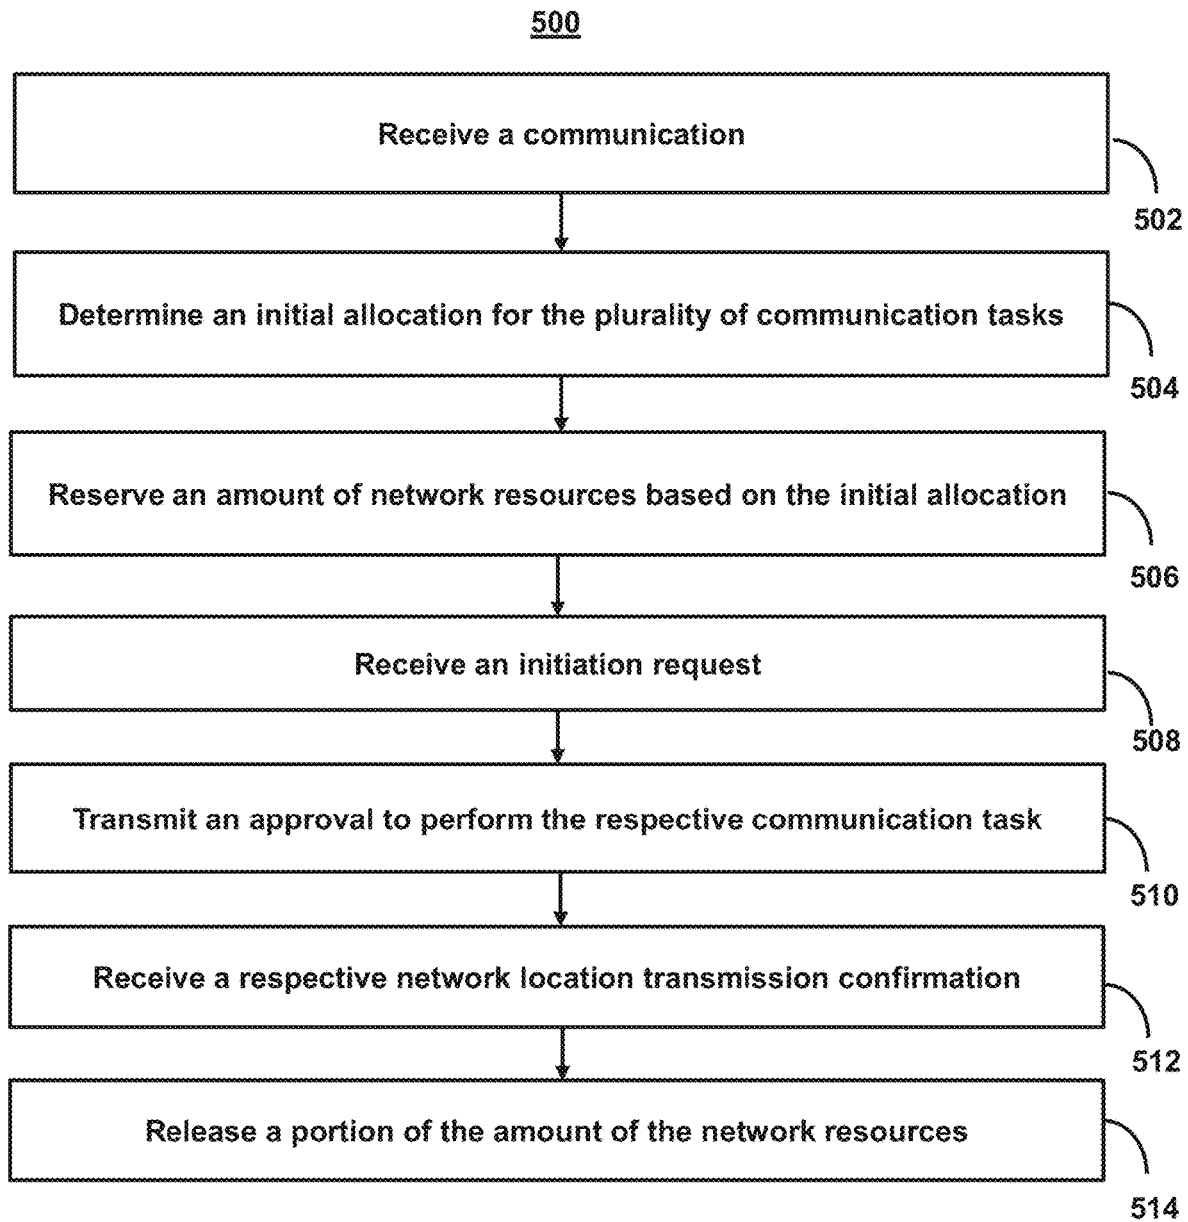 500
Receive a communication
502
Determine an initial allocation for the plurality of communication tasks
504
Reserve an amount of network resources based on the initial allocation
506
Receive an initiation request
508
Transmit an approval to perform the respective communication task
510
Receive a respective network location transmission confirmation
512
Release a portion of the amount of the network resources
514